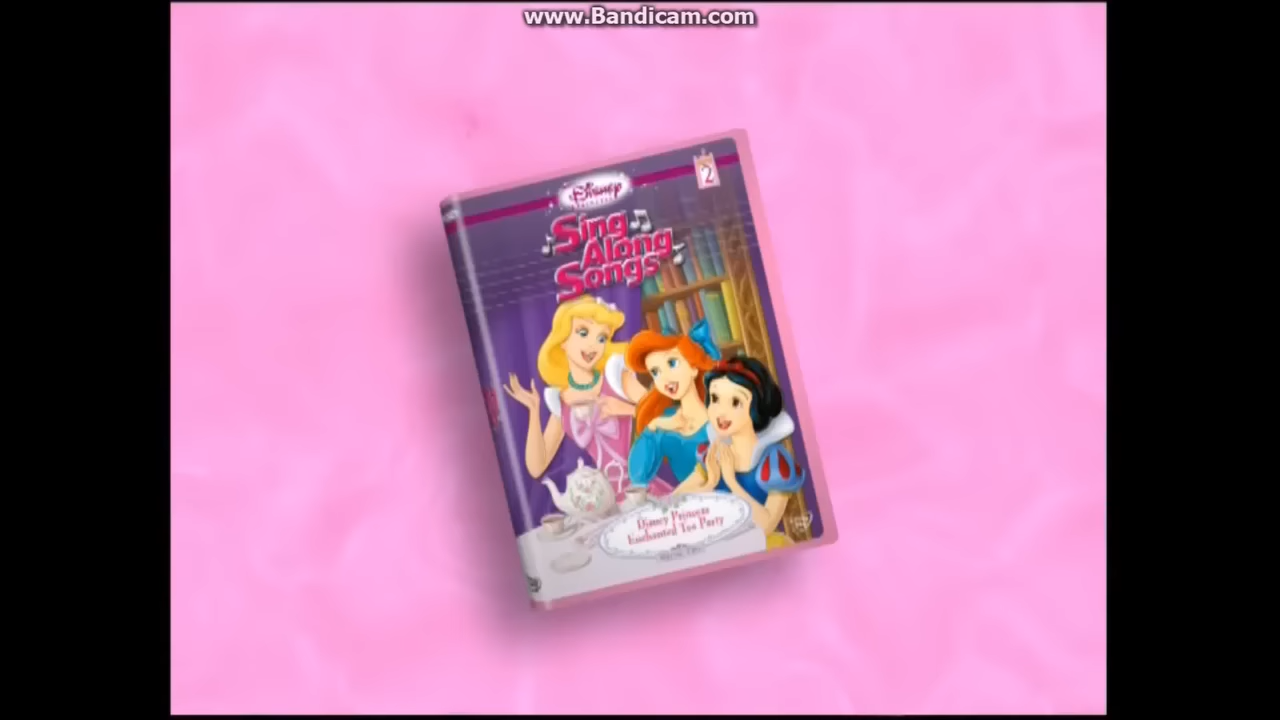 www.Bandicam.com
Disney
2
Sing
Along
Songs
Disney Princess
Enchanted Tea Party